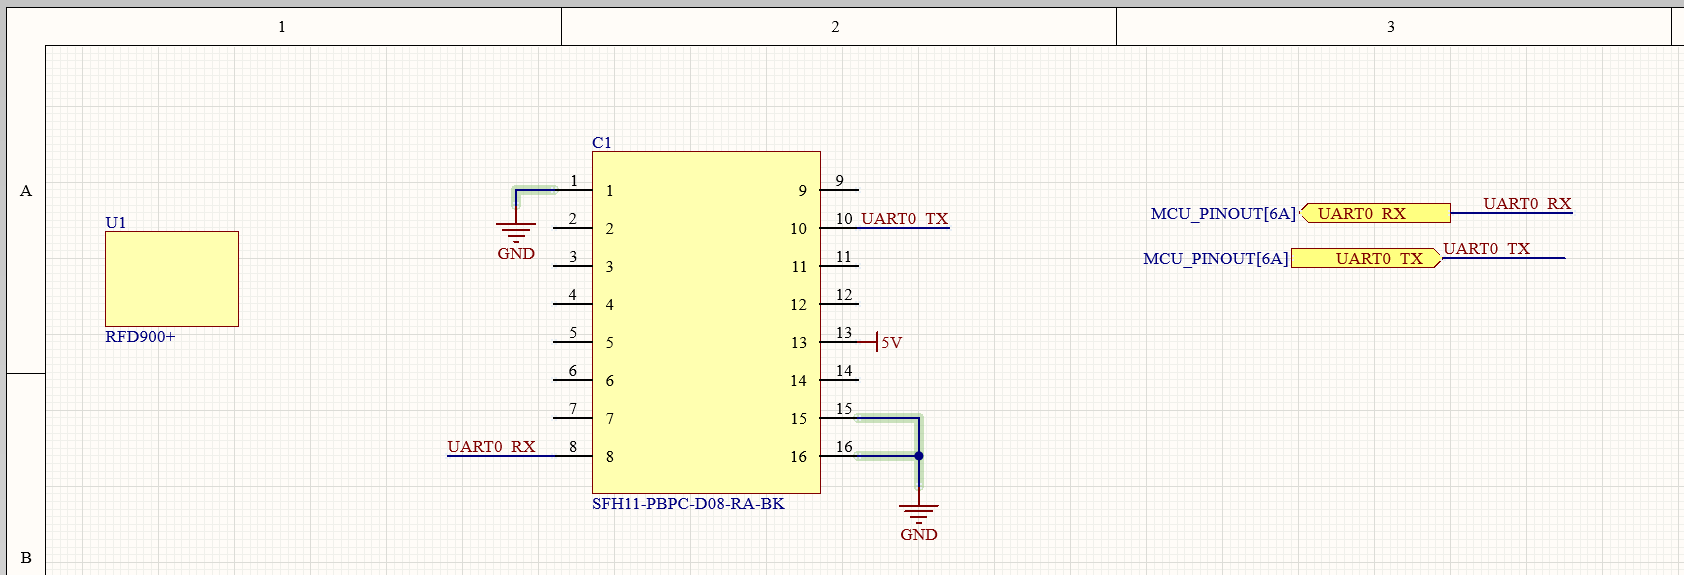 1 2 3
A
B
U1
RFD900+
C1
1 1 9 9
2 2 10 10 UART0_TX
3 3 11 11
4 4 12 12
5 5 13 13 5V
6 6 14 14
7 7 15 15
UART0_RX 8 8 16 16
GND
SFH11-PBPC-D08-RA-BK
GND
MCU_PINOUT[6A] UART0_RX UART0_RX
MCU_PINOUT[6A] UART0_TX UART0_TX